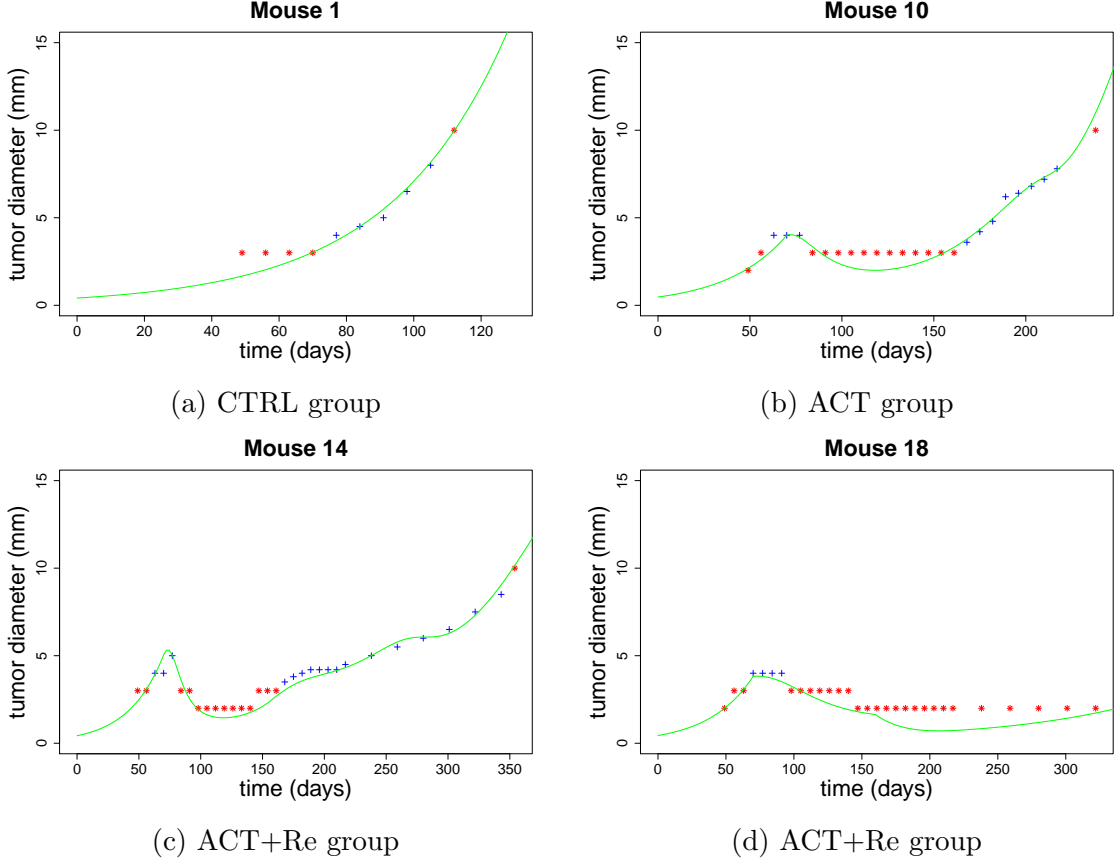 Mouse 1
tumor diameter (mm)
15
10
5
0
0 20 40 60 80 100 120
time (days)
(a) CTRL group
Mouse 10
tumor diameter (mm)
15
10
5
0
0 50 100 150 200
time (days)
(b) ACT group
Mouse 14
tumor diameter (mm)
15
10
5
0
0 50 100 150 200 250 300 350
time (days)
(c) ACT+Re group
Mouse 18
tumor diameter (mm)
15
10
5
0
0 50 100 150 200 250 300
time (days)
(d) ACT+Re group